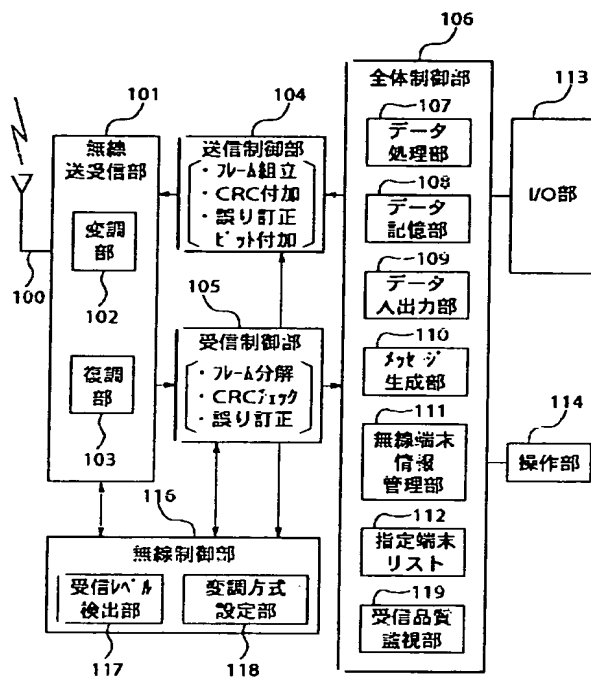 106
全体制御部
107
データ
処理部
108
データ
記憶部
109
データ
入出力部
110
メッセージ
生成部
111
無線端末
情報
管理部
112
指定端末
リスト
119
受信品質
監視部
101
無線
送受信部
変調
部
102
復調
部
103
100
104
送信制御部
・フレーム組立
・CRC付加
・誤り訂正
ビット付加
105
受信制御部
・フレーム分解
・CRCチェック
・誤り訂正
116
無線制御部
受信レベル
検出部
117
変調方式
設定部
118
113
I/O部
114
操作部